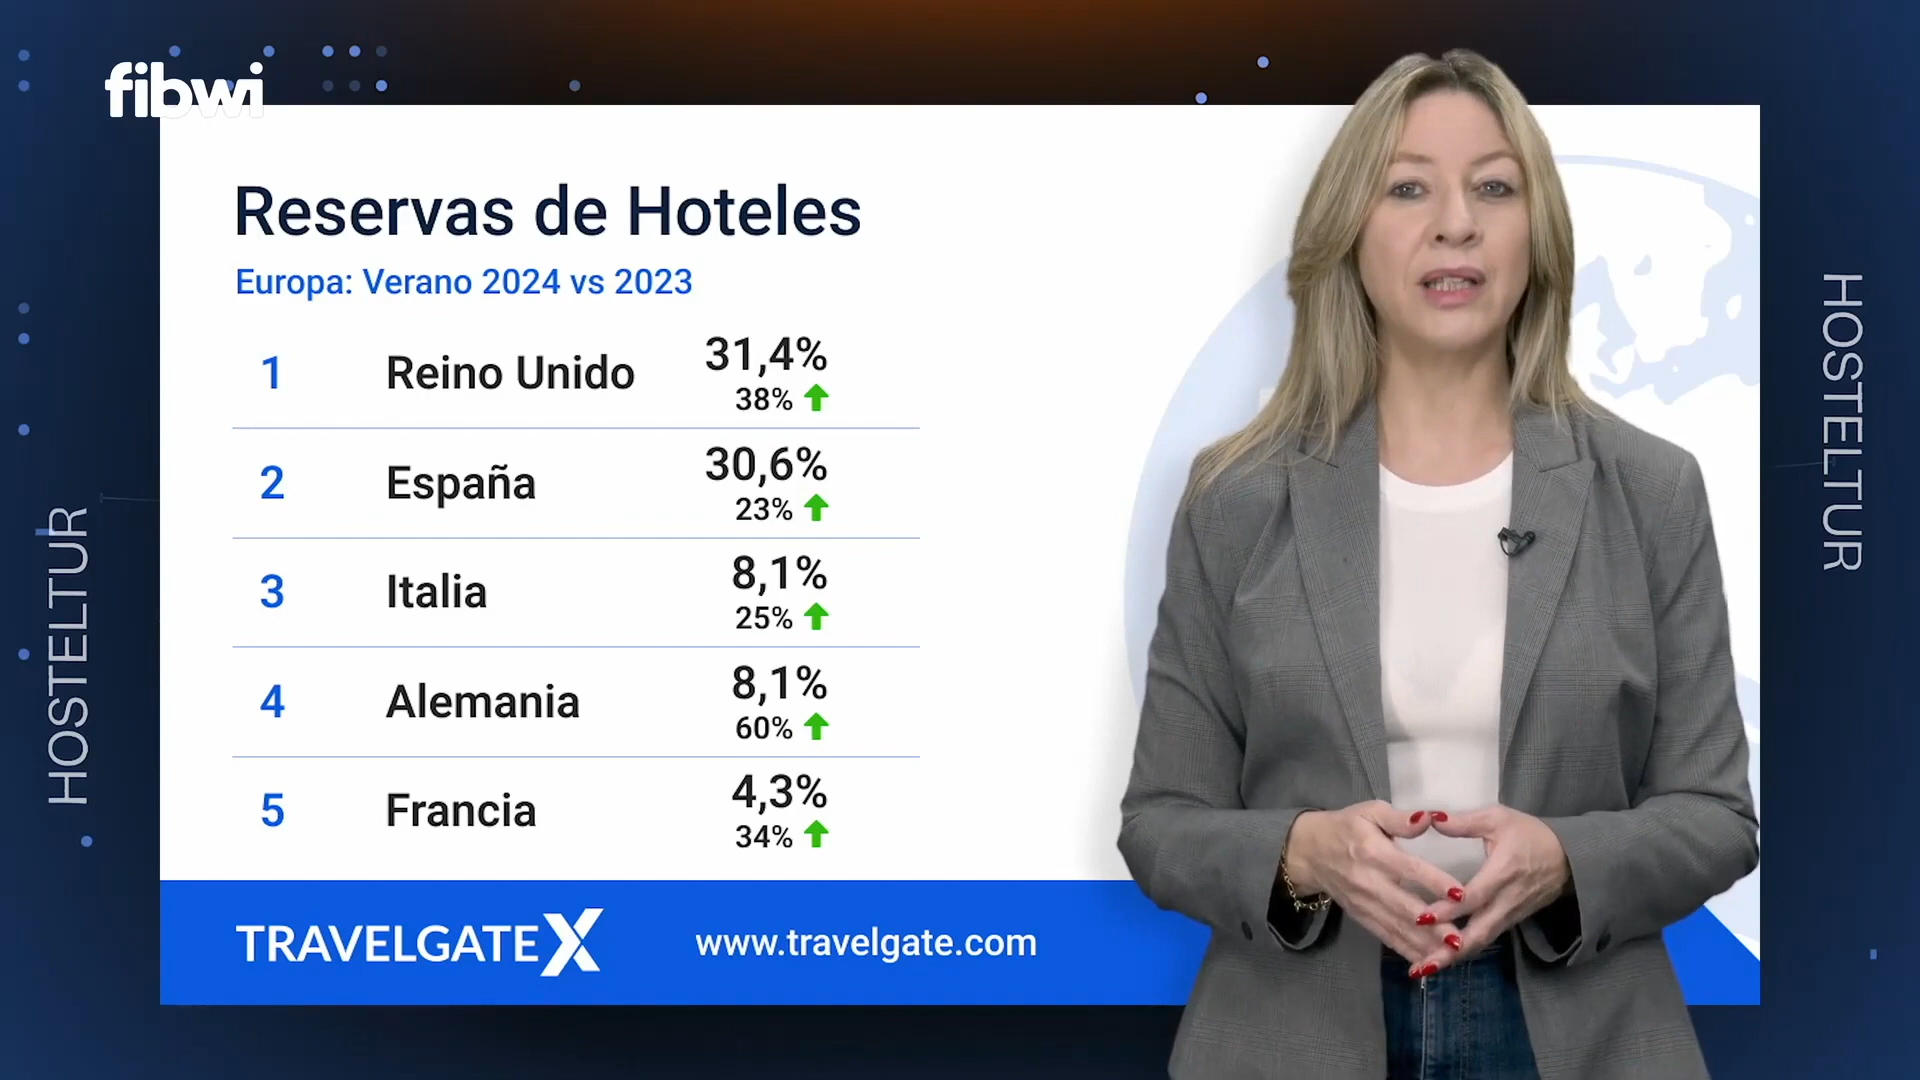 fibwi
Reservas de Hoteles
Europa: Verano 2024 vs 2023
1 Reino Unido 31,4%
38%
2 España 30,6%
23%
3 Italia 8,1%
25%
4 Alemania 8,1%
60%
5 Francia 4,3%
34%
TRAVELGATEX www.travelgate.com
HOSTELTUR
HOSTELTUR